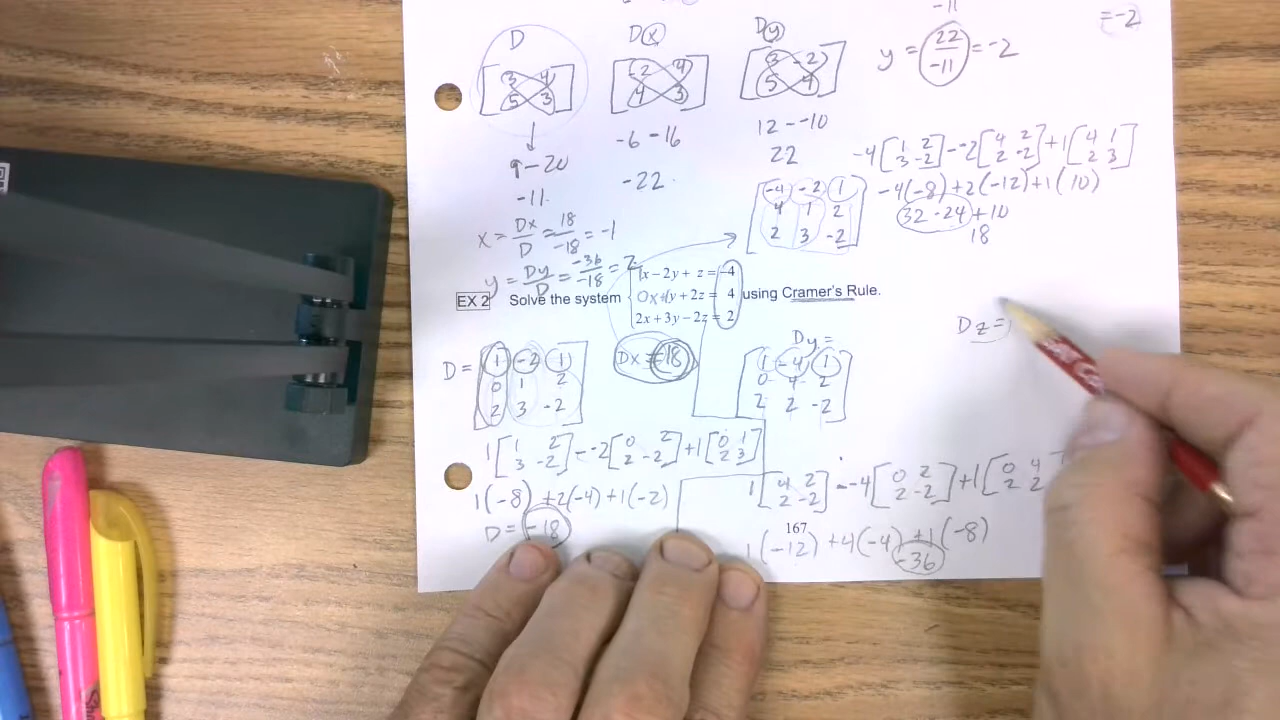 -11
= -2
D
D(x)
D(y)
y = 22/-11 = -2
[3 4
5 3]
[-2 4
4 3]
[3 -2
5 4]
9 - 20
-11.
-6 - 16
-22.
12 - -10
22
-4[1 2
3 -2] - -2[4 2
2 -2] + 1[4 1
2 3]
-4(-8) + 2(-12) + 1(10)
32 - 24 + 10
18
[-4 -2 1
4 1 2
2 3 -2]
x = Dx/D = 18/-18 = -1
y = Dy/D = -36/-18 = 2
EX 2 Solve the system
1x - 2y + z = -4
0x + 1y + 2z = 4
2x + 3y - 2z = 2
using Cramer's Rule.
D = [1 -2 1
0 1 2
2 3 -2]
Dx = 18
Dy =
[1 -4 1
0 4 2
2 2 -2]
Dz =
1[1 2
3 -2] - -2[0 2
2 -2] + 1[0 1
2 3]
1(-8) + 2(-4) + 1(-2)
D = -18
1[4 2
2 -2] - -4[0 2
2 -2] + 1[0 4
2 2
167
1(-12) + 4(-4) + 1(-8)
-36